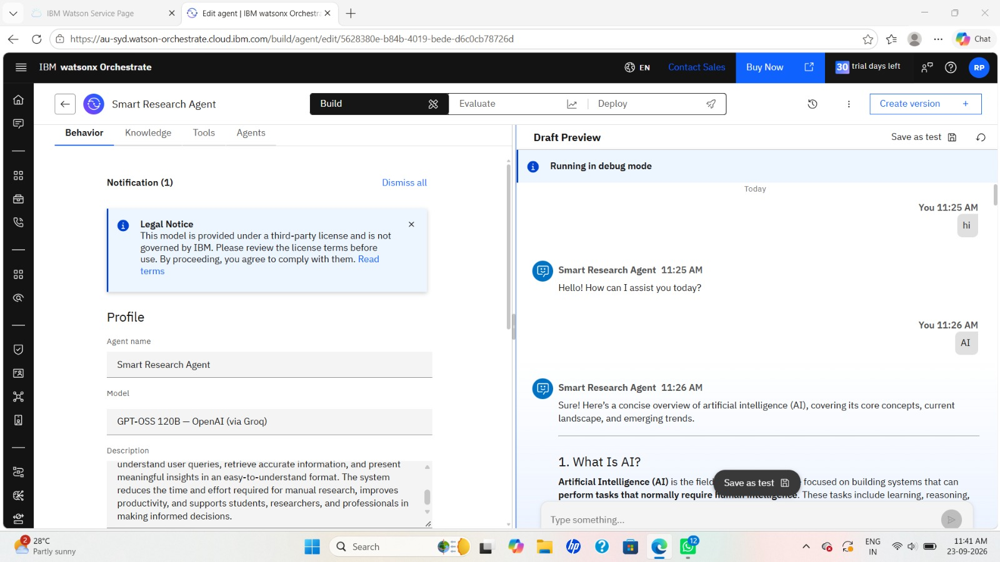 IBM Watson Service Page
Edit agent | IBM watsonx Orchestr
https://au-syd.watson-orchestrate.cloud.ibm.com/build/agent/edit/5628380e-b84b-4019-bede-d6c0cb78726d
Chat
IBM watsonx Orchestrate
EN
Contact Sales
Buy Now
30 trial days left
RP
Smart Research Agent
Build
Evaluate
Deploy
Create version +
Behavior
Knowledge
Tools
Agents
Notification (1)
Dismiss all
Legal Notice
This model is provided under a third-party license and is not
governed by IBM. Please review the license terms before
use. By proceeding, you agree to comply with them. Read
terms
Profile
Agent name
Smart Research Agent
Model
GPT-OSS 120B — OpenAI (via Groq)
Description
understand user queries, retrieve accurate information, and present
meaningful insights in an easy-to-understand format. The system
reduces the time and effort required for manual research, improves
productivity, and supports students, researchers, and professionals in
making informed decisions.
Draft Preview
Save as test
Running in debug mode
Today
You 11:25 AM
hi
Smart Research Agent 11:25 AM
Hello! How can I assist you today?
You 11:26 AM
AI
Smart Research Agent 11:26 AM
Sure! Here's a concise overview of artificial intelligence (AI), covering its core concepts, current
landscape, and emerging trends.
1. What Is AI?
Artificial Intelligence (AI) is the field focused on building systems that can
perform tasks that normally require human intelligence. These tasks include learning, reasoning,
Save as test
Type something...
2
28°C
Partly sunny
Search
12
ENG
IN
11:41 AM
23-09-2026